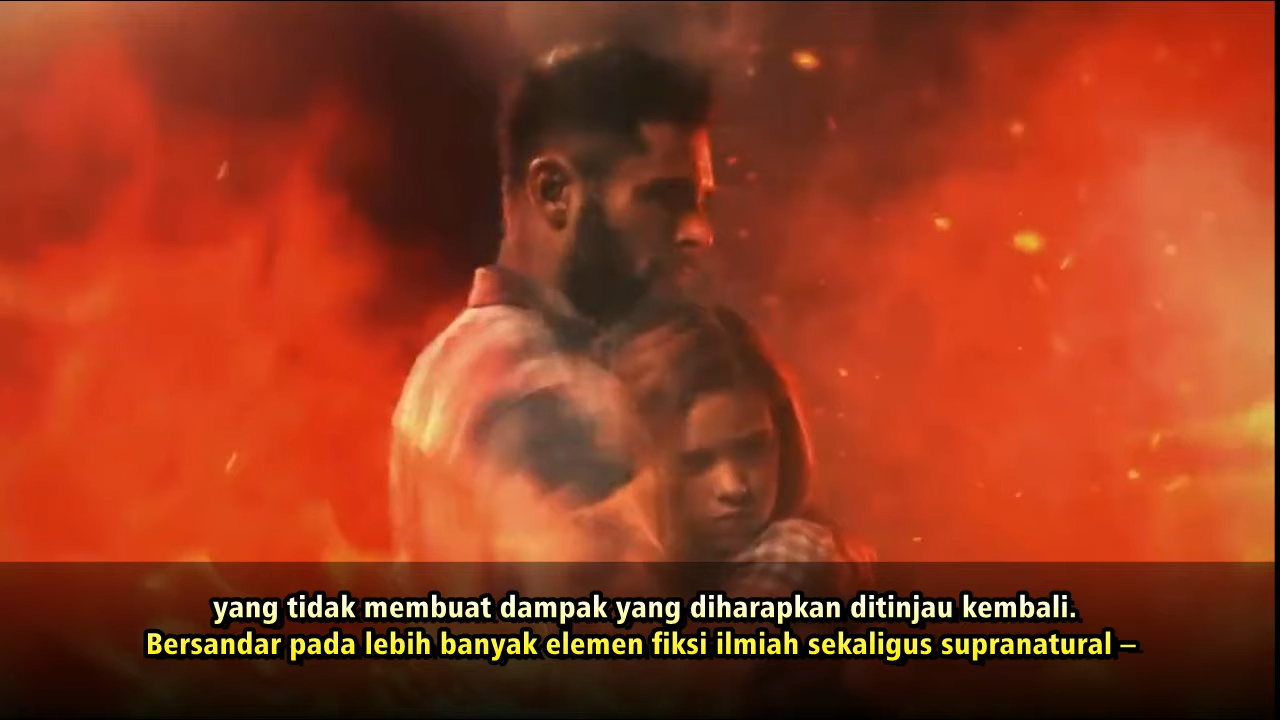 yang tidak membuat dampak yang diharapkan ditinjau kembali.
Bersandar pada lebih banyak elemen fiksi ilmiah sekaligus supranatural –